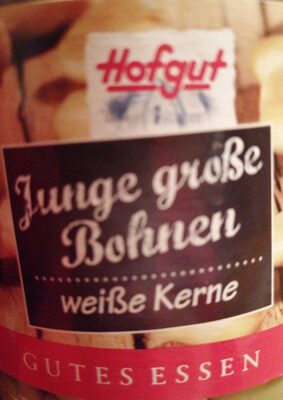 Hofgut
Junge große
Bohnen
weiße Kerne
GUTES ESSEN